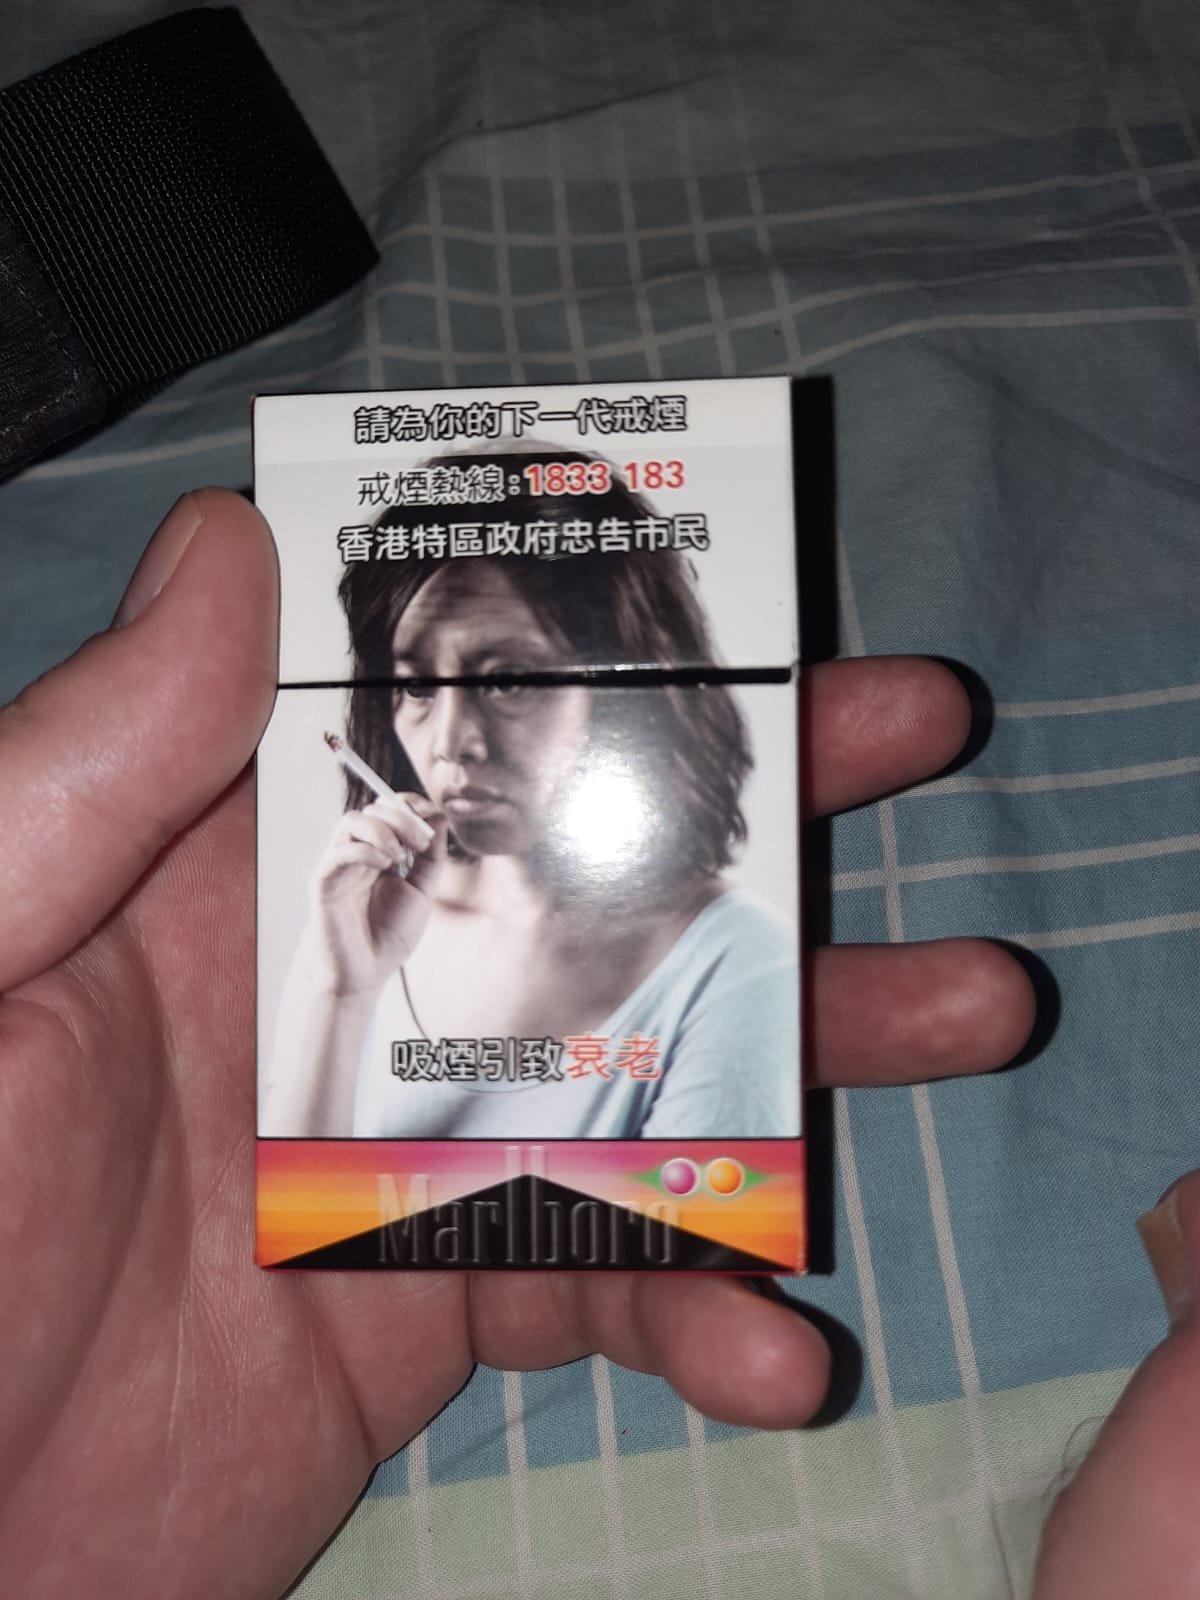 請為你的下一代戒煙
戒煙熱線:1833 183
香港特區政府忠告市民
吸煙引致衰老
Marlboro